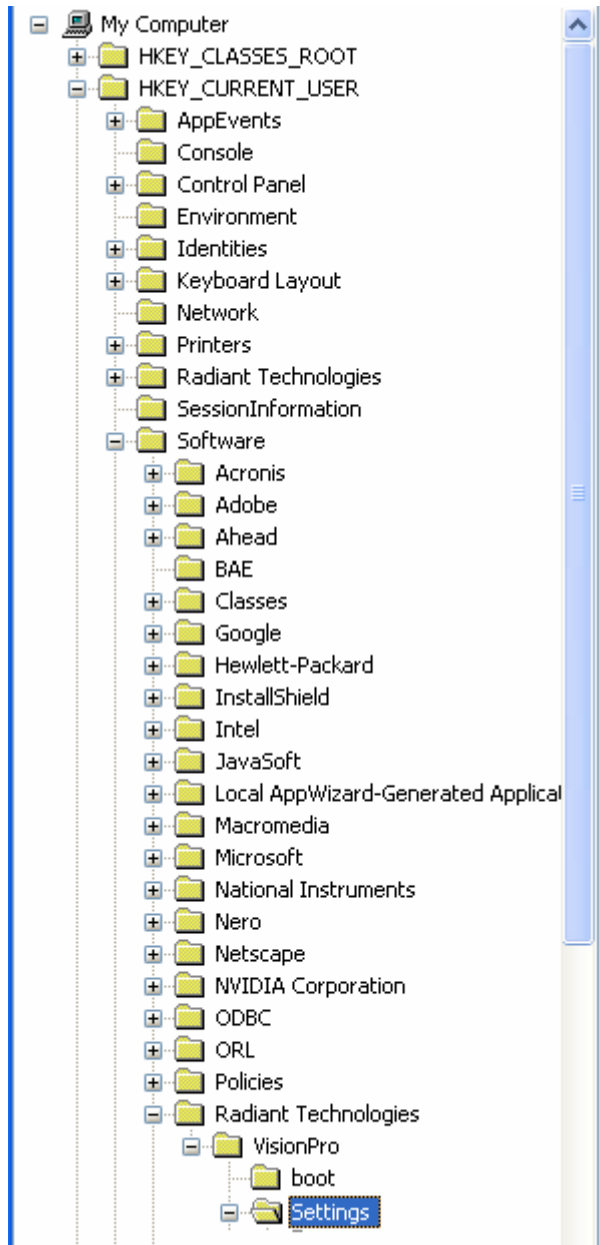 My Computer
HKEY_CLASSES_ROOT
HKEY_CURRENT_USER
AppEvents
Console
Control Panel
Environment
Identities
Keyboard Layout
Network
Printers
Radiant Technologies
SessionInformation
Software
Acronis
Adobe
Ahead
BAE
Classes
Google
Hewlett-Packard
InstallShield
Intel
JavaSoft
Local AppWizard-Generated Applicat
Macromedia
Microsoft
National Instruments
Nero
Netscape
NVIDIA Corporation
ODBC
ORL
Policies
Radiant Technologies
VisionPro
boot
Settings